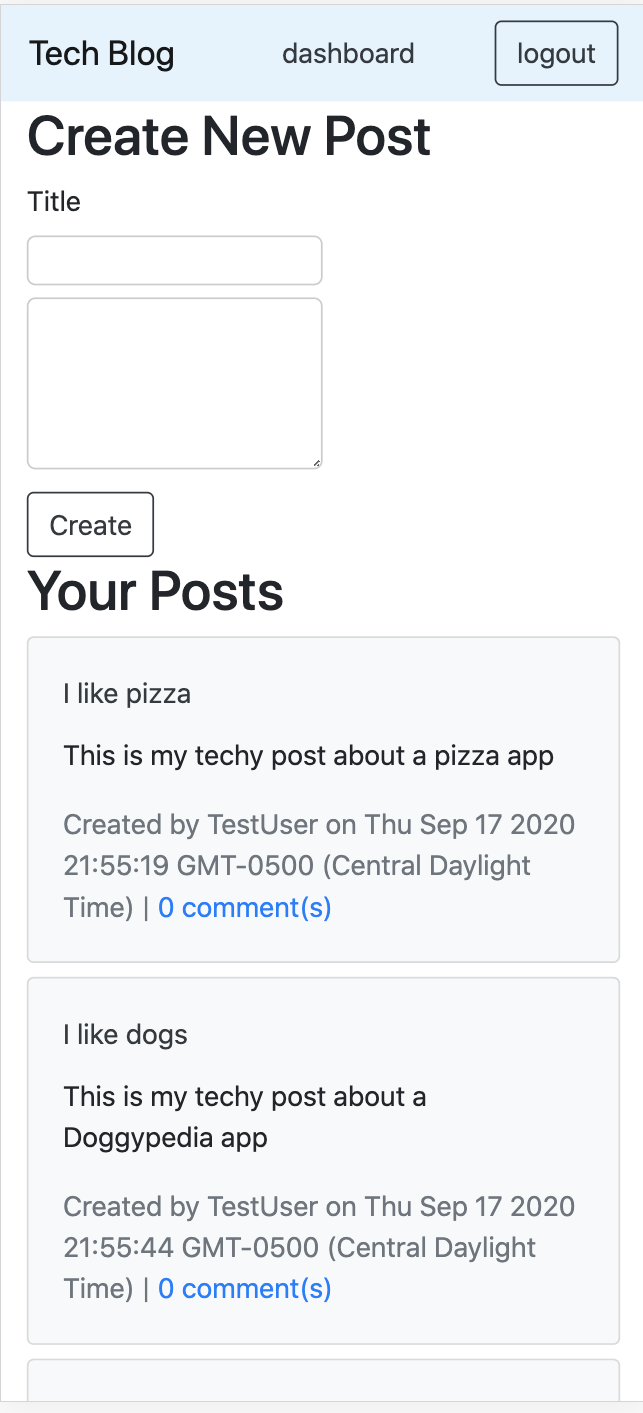 Tech Blog dashboard logout
Create New Post
Title
Create
Your Posts
I like pizza
This is my techy post about a pizza app
Created by TestUser on Thu Sep 17 2020
21:55:19 GMT-0500 (Central Daylight
Time) | 0 comment(s)
I like dogs
This is my techy post about a
Doggypedia app
Created by TestUser on Thu Sep 17 2020
21:55:44 GMT-0500 (Central Daylight
Time) | 0 comment(s)